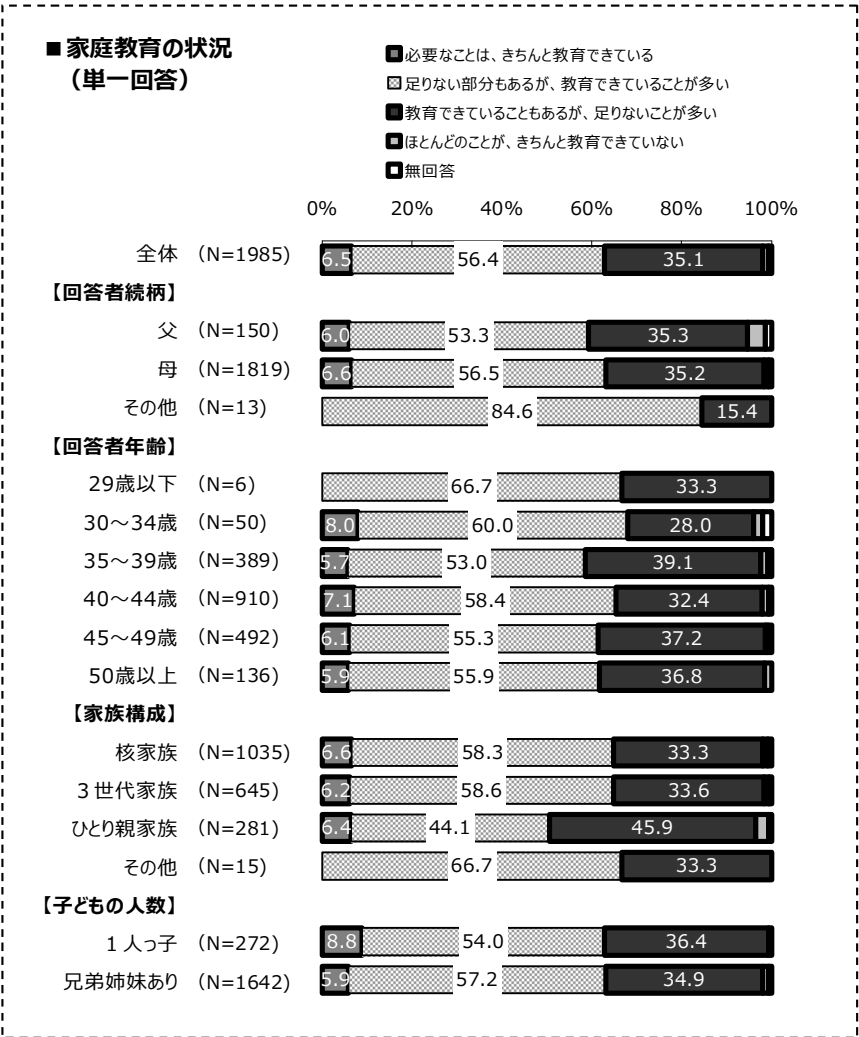 ■家庭教育の状況
（単一回答）
必要なことは、きちんと教育できている
足りない部分もあるが、教育できていることが多い
教育できていることもあるが、足りないことが多い
ほとんどのことが、きちんと教育できていない
無回答
0% 20% 40% 60% 80% 100%
全体 （N=1985） 6.5 56.4 35.1
【回答者続柄】
父 （N=150） 6.0 53.3 35.3
母 （N=1819） 6.6 56.5 35.2
その他 （N=13） 84.6 15.4
【回答者年齢】
29歳以下 （N=6） 66.7 33.3
30～34歳 （N=50） 8.0 60.0 28.0
35～39歳 （N=389） 5.7 53.0 39.1
40～44歳 （N=910） 7.1 58.4 32.4
45～49歳 （N=492） 6.1 55.3 37.2
50歳以上 （N=136） 5.9 55.9 36.8
【家族構成】
核家族 （N=1035） 6.6 58.3 33.3
３世代家族 （N=645） 6.2 58.6 33.6
ひとり親家族 （N=281） 6.4 44.1 45.9
その他 （N=15） 66.7 33.3
【子どもの人数】
１人っ子 （N=272） 8.8 54.0 36.4
兄弟姉妹あり （N=1642） 5.9 57.2 34.9